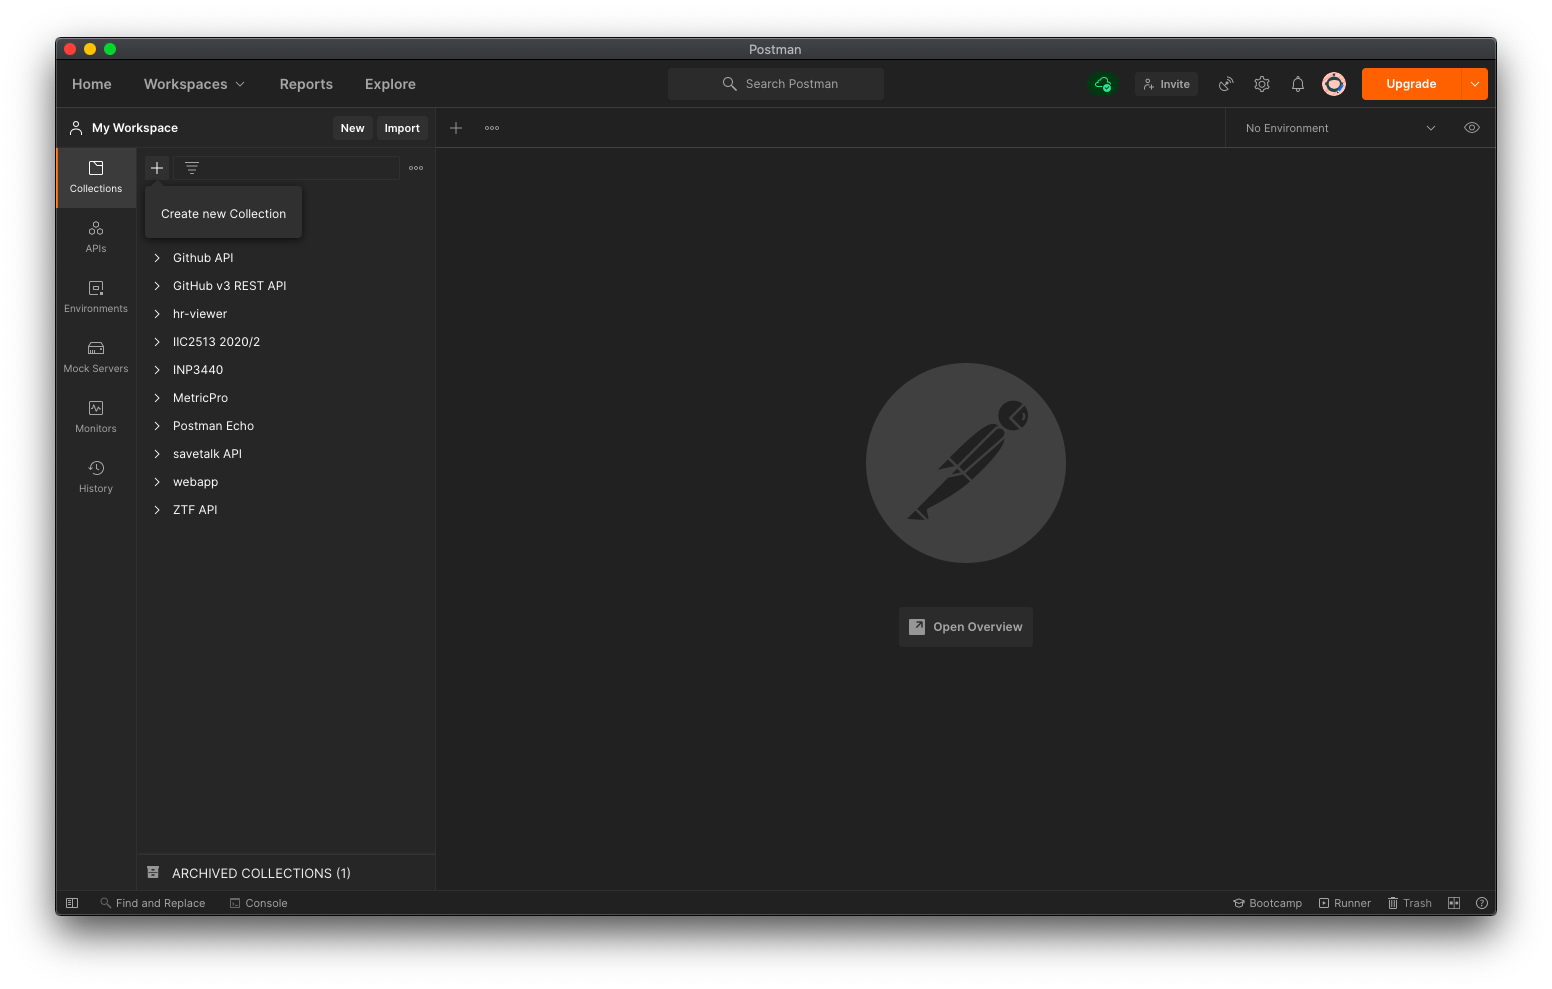 Postman
Home Workspaces Reports Explore Search Postman Invite Upgrade
My Workspace New Import No Environment
Collections
Create new Collection
APIs
Github API
GitHub v3 REST API
Environments
hr-viewer
IIC2513 2020/2
Mock Servers
INP3440
MetricPro
Monitors
Postman Echo
savetalk API
History
webapp
ZTF API
Open Overview
ARCHIVED COLLECTIONS (1)
Find and Replace Console Bootcamp Runner Trash